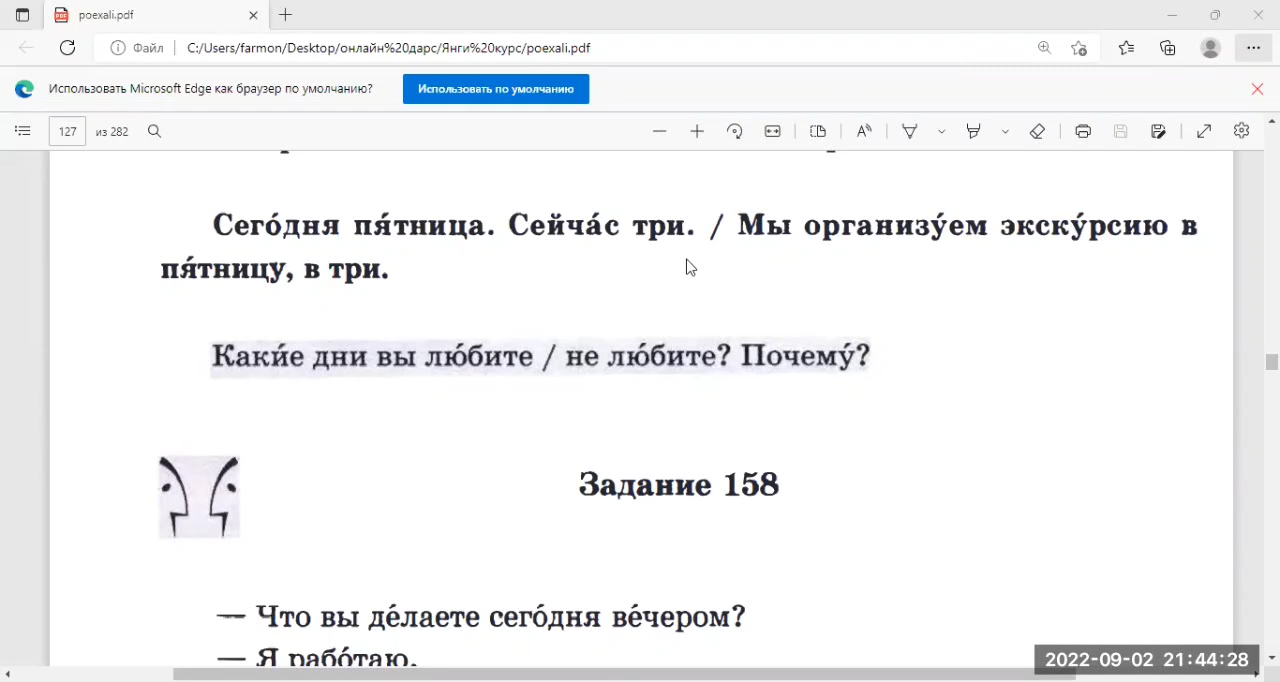 poexali.pdf
Файл
C:/Users/farmon/Desktop/онлайн%20дарс/Янги%20курс/poexali.pdf
Использовать Microsoft Edge как браузер по умолчанию?
Использовать по умолчанию
127 из 282
Сего́дня пя́тница. Сейча́с три. / Мы организу́ем экску́рсию в
пя́тницу, в три.
Каки́е дни вы лю́бите / не лю́бите? Почему́?
Задание 158
— Что вы де́лаете сего́дня ве́чером?
— Я рабо́таю.
2022-09-02 21:44:28